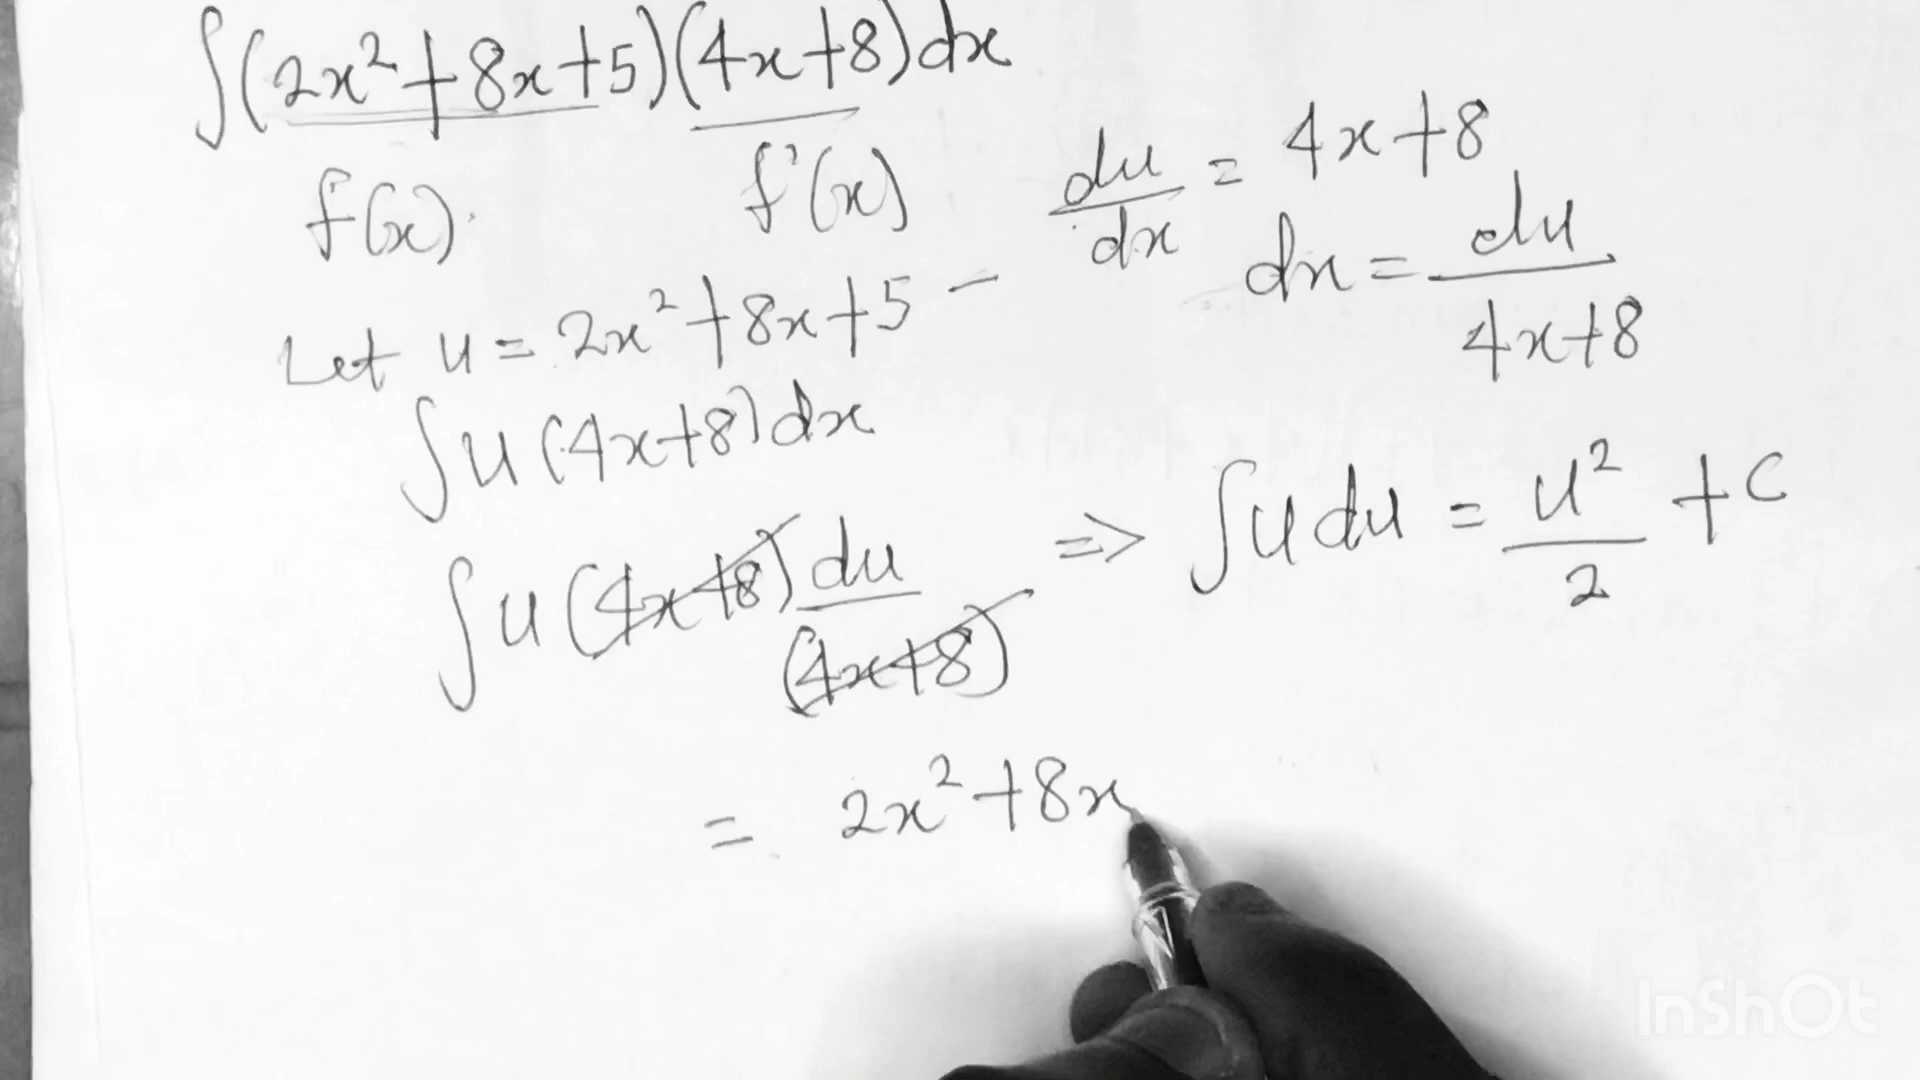 ∫(2x²+8x+5)(4x+8)dx
f(x) f'(x)
du/dx = 4x+8
Let u = 2x²+8x+5 –
dx = du/4x+8
∫u(4x+8)dx
∫u(4x+8)du/(4x+8) => ∫u du = u²/2 + c
= 2x²+8x
InShOt